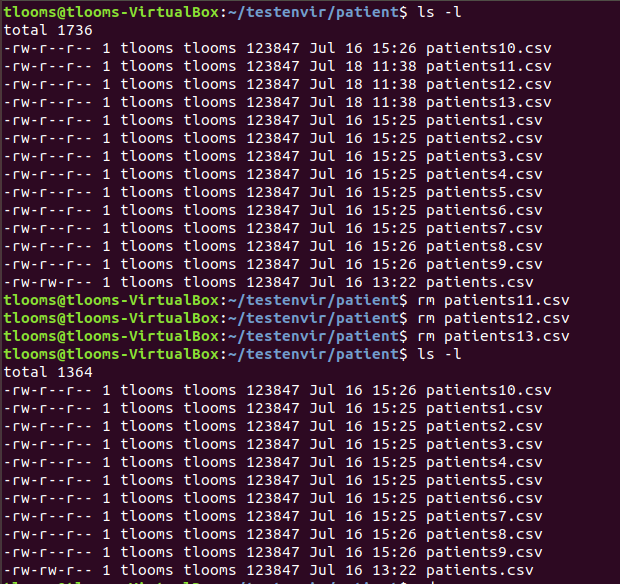 tlooms@tlooms-VirtualBox:~/testenvir/patient$ ls -l
total 1736
-rw-r--r-- 1 tlooms tlooms 123847 Jul 16 15:26 patients10.csv
-rw-r--r-- 1 tlooms tlooms 123847 Jul 18 11:38 patients11.csv
-rw-r--r-- 1 tlooms tlooms 123847 Jul 18 11:38 patients12.csv
-rw-r--r-- 1 tlooms tlooms 123847 Jul 18 11:38 patients13.csv
-rw-r--r-- 1 tlooms tlooms 123847 Jul 16 15:25 patients1.csv
-rw-r--r-- 1 tlooms tlooms 123847 Jul 16 15:25 patients2.csv
-rw-r--r-- 1 tlooms tlooms 123847 Jul 16 15:25 patients3.csv
-rw-r--r-- 1 tlooms tlooms 123847 Jul 16 15:25 patients4.csv
-rw-r--r-- 1 tlooms tlooms 123847 Jul 16 15:25 patients5.csv
-rw-r--r-- 1 tlooms tlooms 123847 Jul 16 15:25 patients6.csv
-rw-r--r-- 1 tlooms tlooms 123847 Jul 16 15:25 patients7.csv
-rw-r--r-- 1 tlooms tlooms 123847 Jul 16 15:26 patients8.csv
-rw-r--r-- 1 tlooms tlooms 123847 Jul 16 15:26 patients9.csv
-rw-rw-r-- 1 tlooms tlooms 123847 Jul 16 13:22 patients.csv
tlooms@tlooms-VirtualBox:~/testenvir/patient$ rm patients11.csv
tlooms@tlooms-VirtualBox:~/testenvir/patient$ rm patients12.csv
tlooms@tlooms-VirtualBox:~/testenvir/patient$ rm patients13.csv
tlooms@tlooms-VirtualBox:~/testenvir/patient$ ls -l
total 1364
-rw-r--r-- 1 tlooms tlooms 123847 Jul 16 15:26 patients10.csv
-rw-r--r-- 1 tlooms tlooms 123847 Jul 16 15:25 patients1.csv
-rw-r--r-- 1 tlooms tlooms 123847 Jul 16 15:25 patients2.csv
-rw-r--r-- 1 tlooms tlooms 123847 Jul 16 15:25 patients3.csv
-rw-r--r-- 1 tlooms tlooms 123847 Jul 16 15:25 patients4.csv
-rw-r--r-- 1 tlooms tlooms 123847 Jul 16 15:25 patients5.csv
-rw-r--r-- 1 tlooms tlooms 123847 Jul 16 15:25 patients6.csv
-rw-r--r-- 1 tlooms tlooms 123847 Jul 16 15:25 patients7.csv
-rw-r--r-- 1 tlooms tlooms 123847 Jul 16 15:26 patients8.csv
-rw-r--r-- 1 tlooms tlooms 123847 Jul 16 15:26 patients9.csv
-rw-rw-r-- 1 tlooms tlooms 123847 Jul 16 13:22 patients.csv